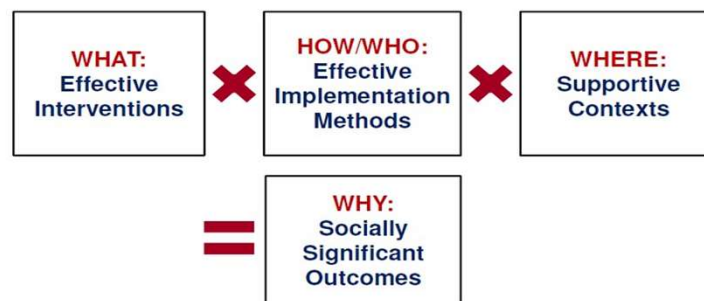 WHAT:
Effective
Interventions
HOW/WHO:
Effective
Implementation
Methods
WHERE:
Supportive
Contexts
WHY:
Socially
Significant
Outcomes